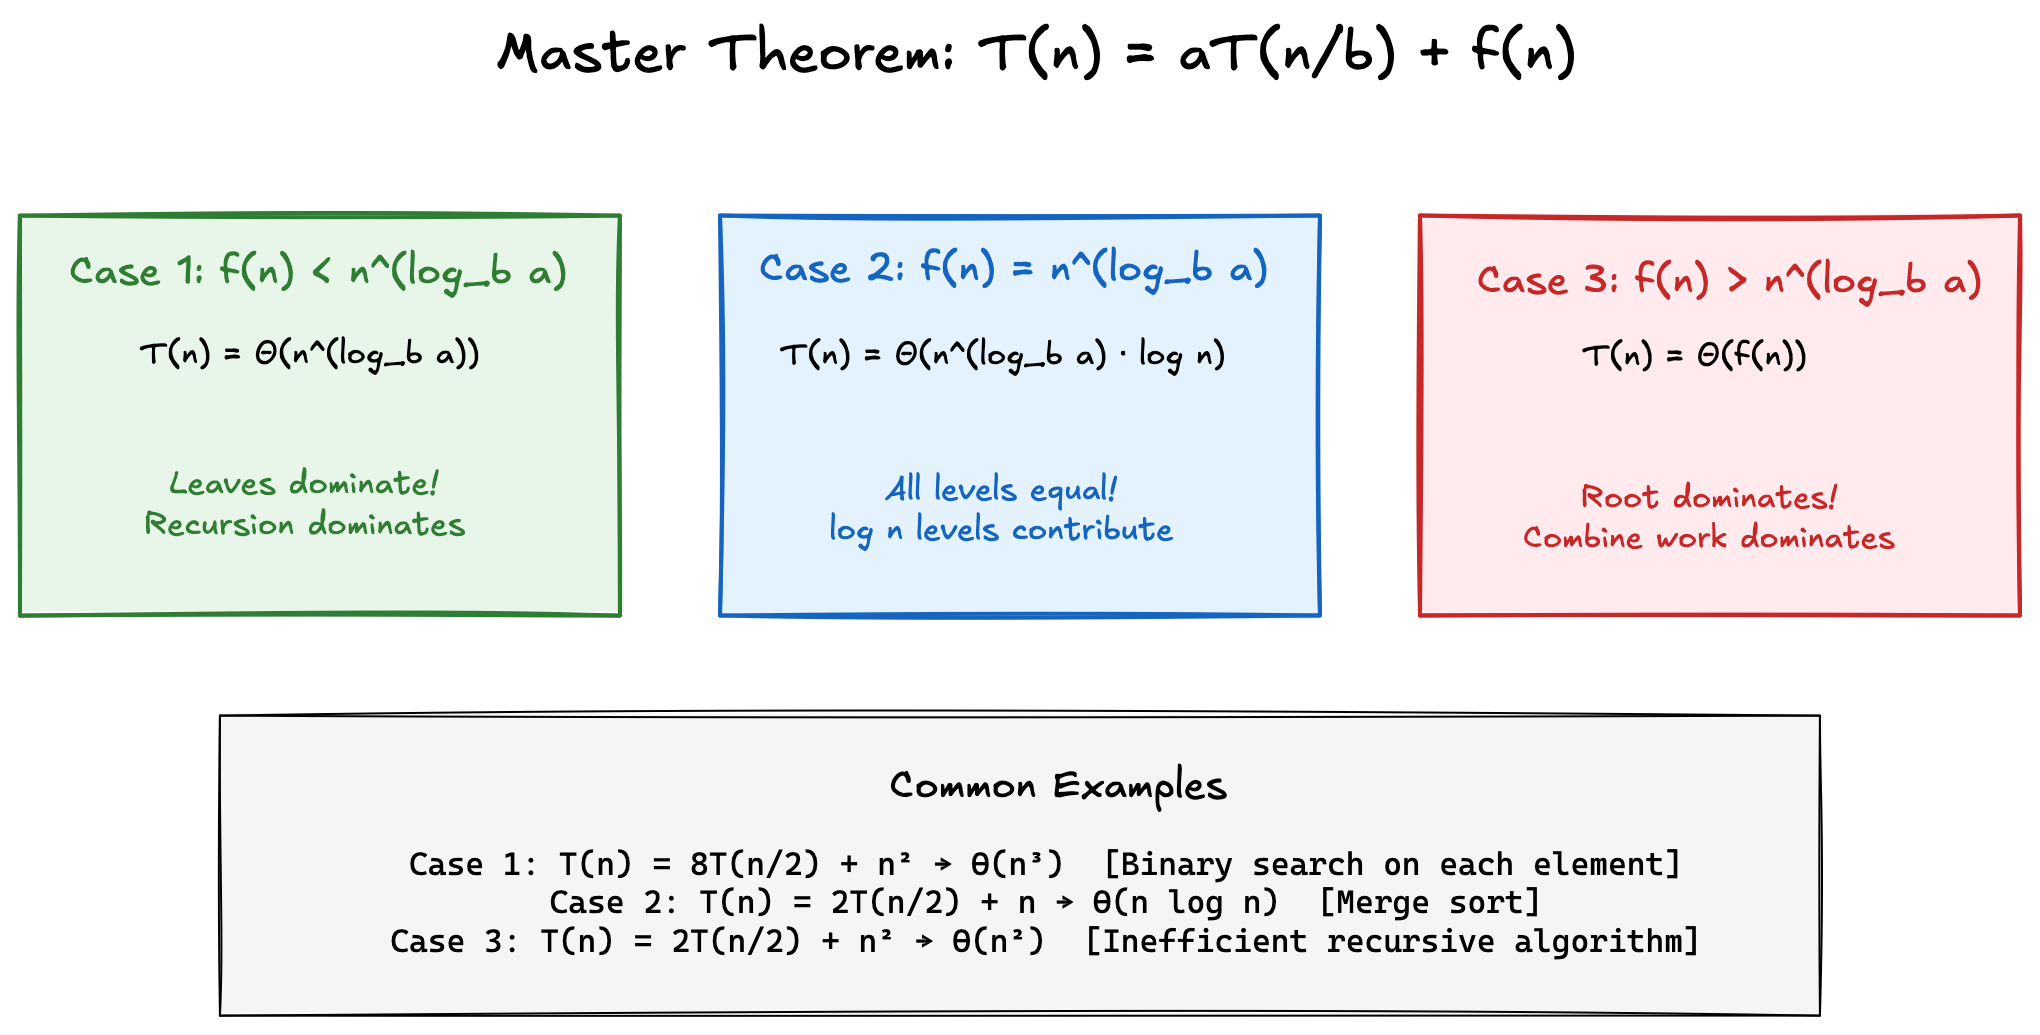 Master Theorem: T(n) = aT(n/b) + f(n)
Case 1: f(n) < n^(log_b a)
T(n) = Θ(n^(log_b a))
Leaves dominate!
Recursion dominates
Case 2: f(n) = n^(log_b a)
T(n) = Θ(n^(log_b a) · log n)
All levels equal!
log n levels contribute
Case 3: f(n) > n^(log_b a)
T(n) = Θ(f(n))
Root dominates!
Combine work dominates
Common Examples
Case 1: T(n) = 8T(n/2) + n² → Θ(n³)  [Binary search on each element]
Case 2: T(n) = 2T(n/2) + n → Θ(n log n)  [Merge sort]
Case 3: T(n) = 2T(n/2) + n² → Θ(n²)  [Inefficient recursive algorithm]